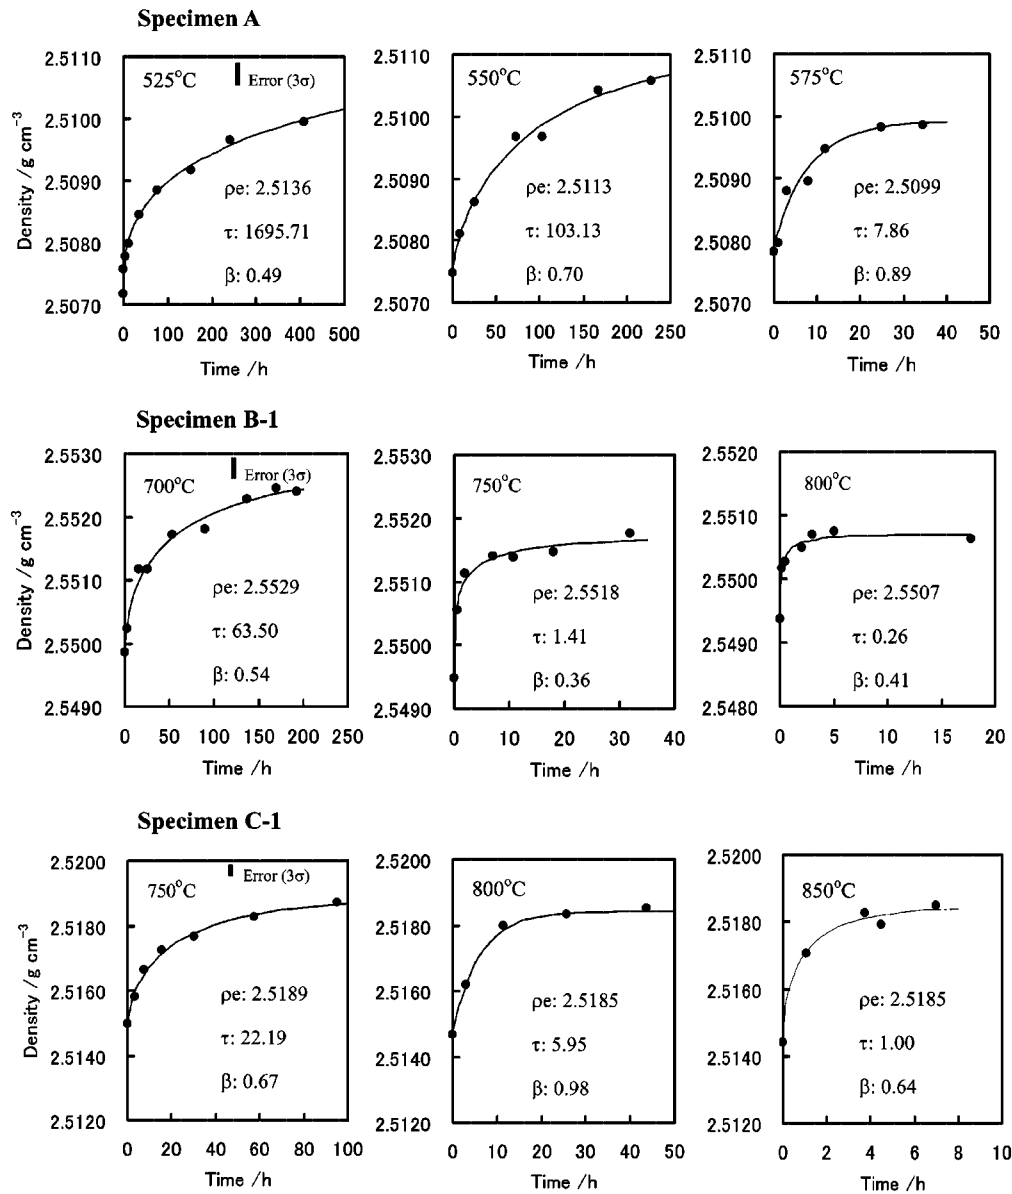 Specimen A
2.5110
2.5100
2.5090
2.5080
2.5070
Density /g cm⁻³
525°C
Error (3σ)
ρe: 2.5136
τ: 1695.71
β: 0.49
0 100 200 300 400 500
Time /h
2.5110
2.5100
2.5090
2.5080
2.5070
550°C
ρe: 2.5113
τ: 103.13
β: 0.70
0 50 100 150 200 250
Time /h
2.5110
2.5100
2.5090
2.5080
2.5070
575°C
ρe: 2.5099
τ: 7.86
β: 0.89
0 10 20 30 40 50
Time /h
Specimen B-1
2.5530
2.5520
2.5510
2.5500
2.5490
Density /g cm⁻³
700°C
Error (3σ)
ρe: 2.5529
τ: 63.50
β: 0.54
0 50 100 150 200 250
Time /h
2.5530
2.5520
2.5510
2.5500
2.5490
750°C
ρe: 2.5518
τ: 1.41
β: 0.36
0 10 20 30 40
Time /h
2.5520
2.5510
2.5500
2.5490
2.5480
800°C
ρe: 2.5507
τ: 0.26
β: 0.41
0 5 10 15 20
Time /h
Specimen C-1
2.5200
2.5180
2.5160
2.5140
2.5120
Density /g cm⁻³
750°C
Error (3σ)
ρe: 2.5189
τ: 22.19
β: 0.67
0 20 40 60 80 100
Time /h
2.5200
2.5180
2.5160
2.5140
2.5120
800°C
ρe: 2.5185
τ: 5.95
β: 0.98
0 10 20 30 40 50
Time /h
2.5200
2.5180
2.5160
2.5140
2.5120
850°C
ρe: 2.5185
τ: 1.00
β: 0.64
0 2 4 6 8 10
Time /h